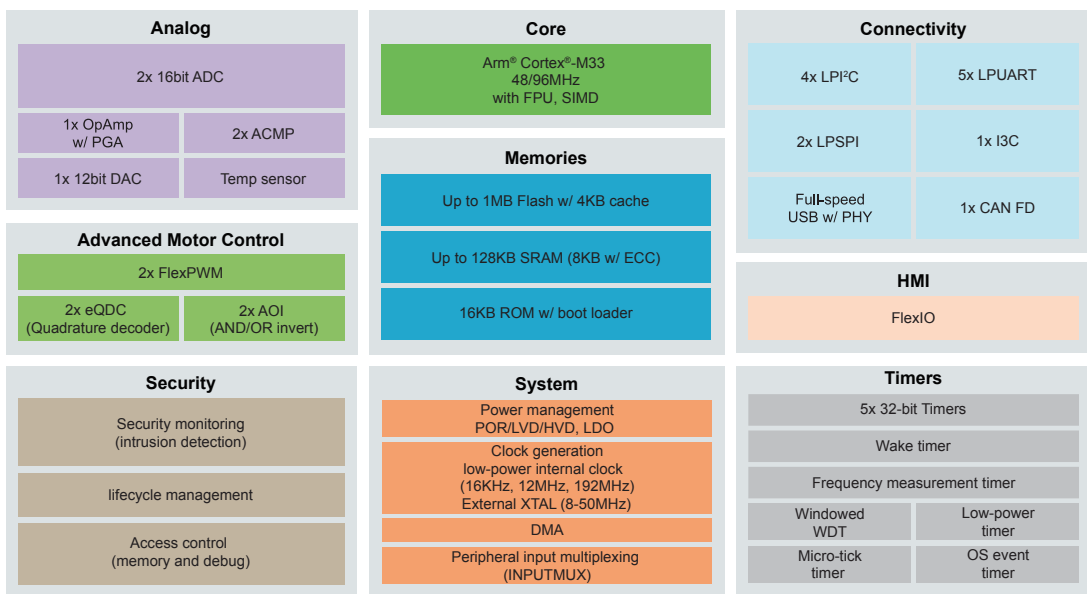 Analog
2x 16bit ADC
1x OpAmp
w/ PGA
2x ACMP
1x 12bit DAC
Temp sensor
Advanced Motor Control
2x FlexPWM
2x eQDC
(Quadrature decoder)
2x AOI
(AND/OR invert)
Security
Security monitoring
(intrusion detection)
lifecycle management
Access control
(memory and debug)
Core
Arm® Cortex®-M33
48/96MHz
with FPU, SIMD
Memories
Up to 1MB Flash w/ 4KB cache
Up to 128KB SRAM (8KB w/ ECC)
16KB ROM w/ boot loader
System
Power management
POR/LVD/HVD, LDO
Clock generation
low-power internal clock
(16KHz, 12MHz, 192MHz)
External XTAL (8-50MHz)
DMA
Peripheral input multiplexing
(INPUTMUX)
Connectivity
4x LPI²C
5x LPUART
2x LPSPI
1x I3C
Full-speed
USB w/ PHY
1x CAN FD
HMI
FlexIO
Timers
5x 32-bit Timers
Wake timer
Frequency measurement timer
Windowed
WDT
Low-power
timer
Micro-tick
timer
OS event
timer